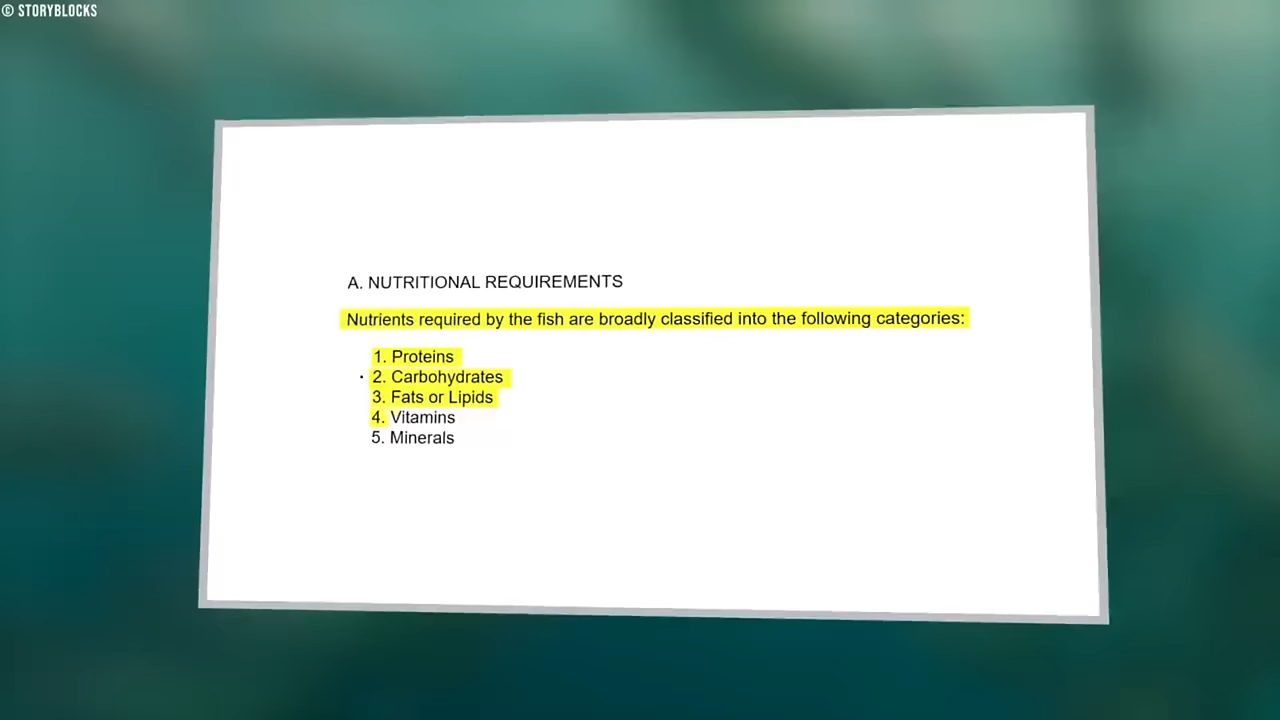 © STORYBLOCKS
A. NUTRITIONAL REQUIREMENTS
Nutrients required by the fish are broadly classified into the following categories:
1. Proteins
2. Carbohydrates
3. Fats or Lipids
4. Vitamins
5. Minerals